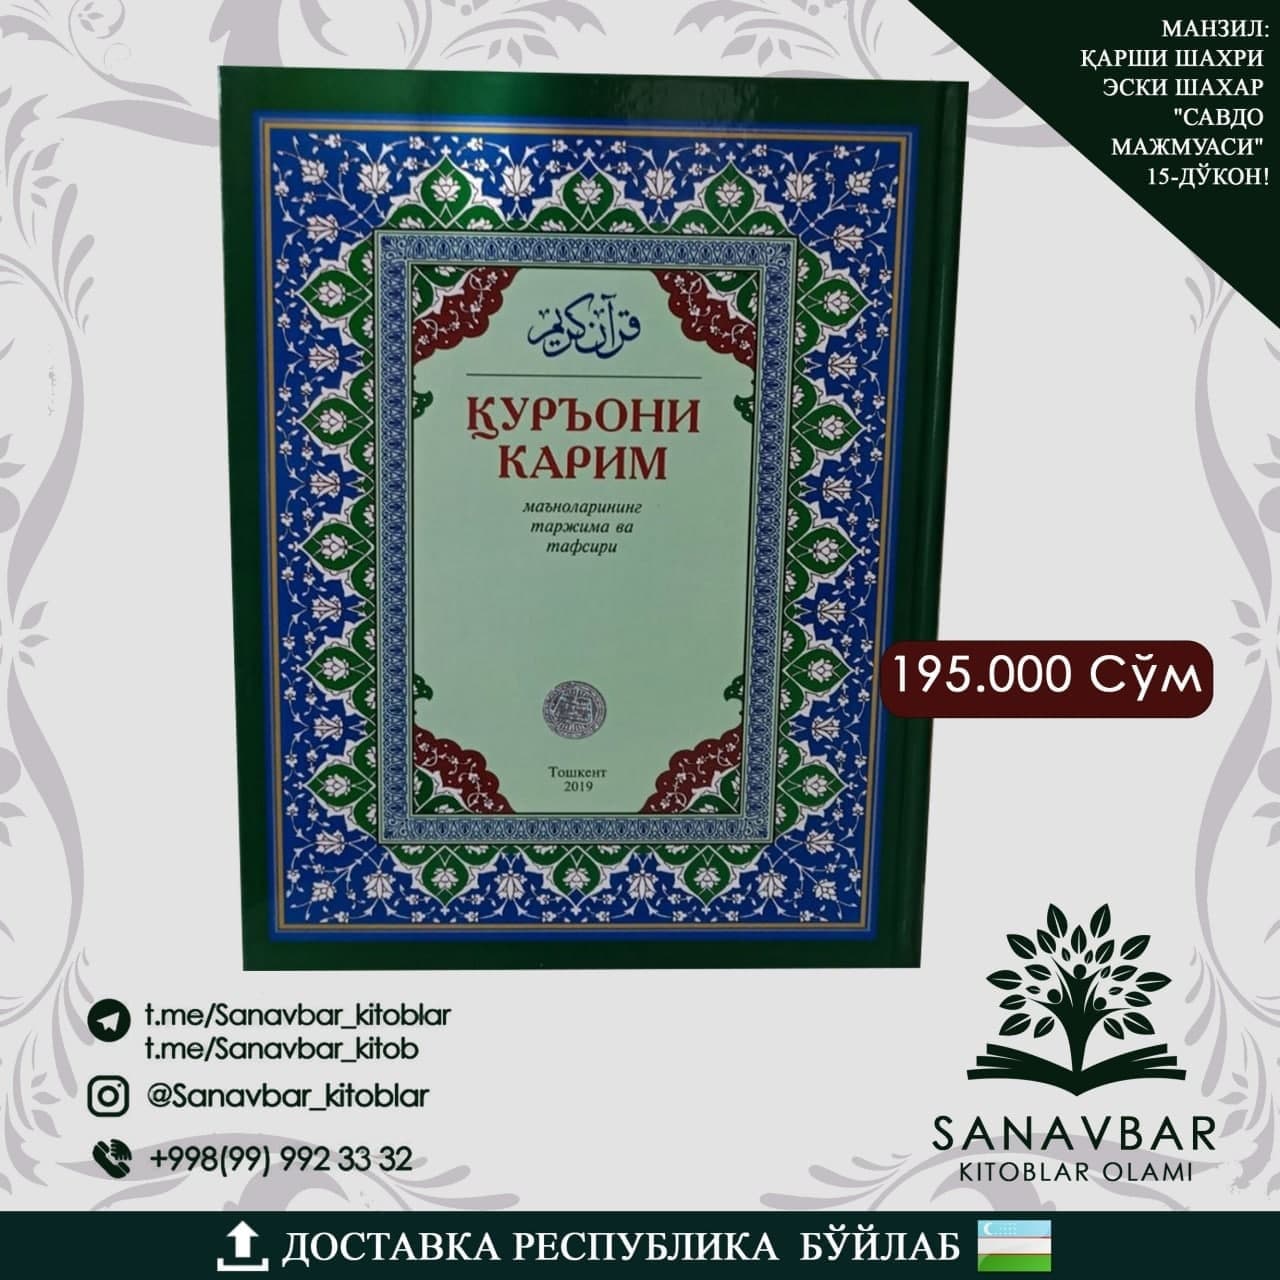 МАНЗИЛ:
ҚАРШИ ШАХРИ
ЭСКИ ШАХАР
"САВДО
МАЖМУАСИ"
15-ДЎКОН!
قرآن كريم
ҚУРЪОНИ
КАРИМ
маъноларининг
таржима ва
тафсири
195.000 Сўм
Тошкент
2019
t.me/Sanavbar_kitoblar
t.me/Sanavbar_kitob
@Sanavbar_kitoblar
+998(99) 992 33 32
SANAVBAR
KITOBLAR OLAMI
ДОСТАВКА РЕСПУБЛИКА БЎЙЛАБ